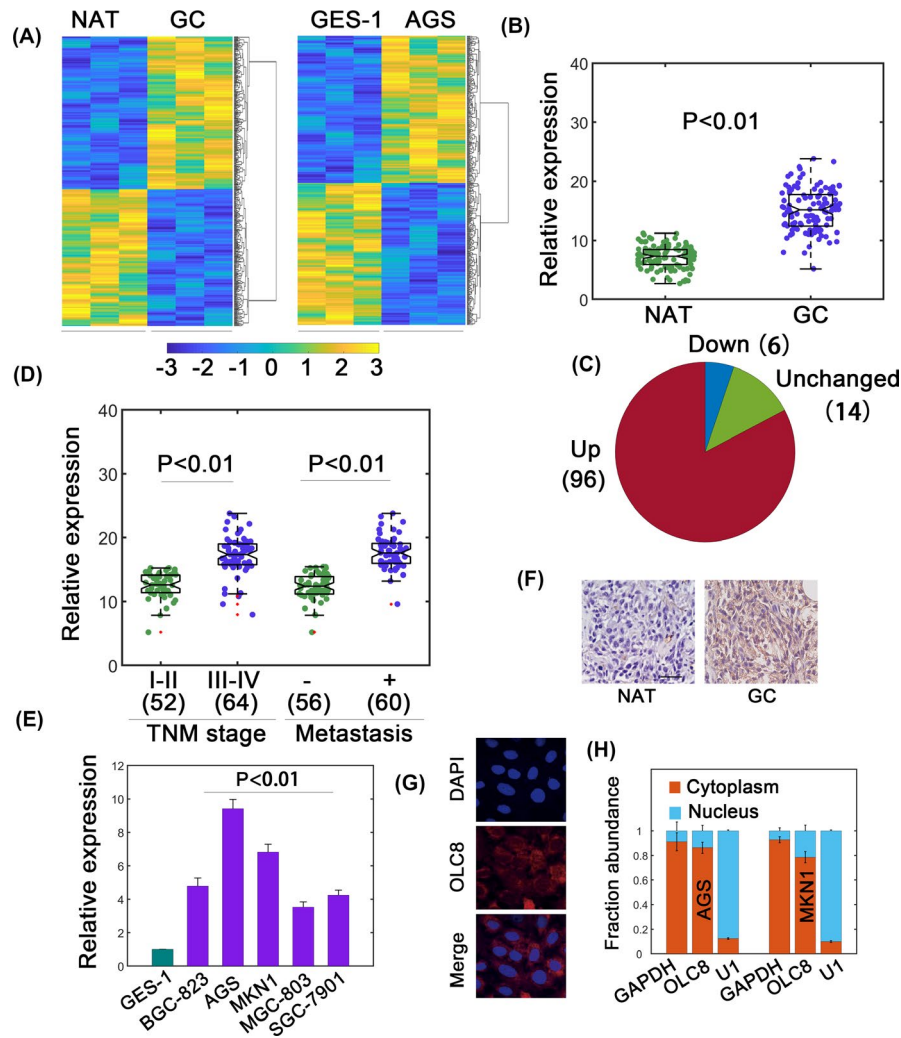 (A)
NAT GC
GES-1 AGS
-3 -2 -1 0 1 2 3
(B)
Relative expression
40
30
20
10
0
P<0.01
NAT GC
(C)
Down (6)
Unchanged
(14)
Up
(96)
(D)
Relative expression
40
30
20
10
0
P<0.01 P<0.01
I-II III-IV - +
(52) (64) (56) (60)
TNM stage Metastasis
(E)
Relative expression
12
10
8
6
4
2
0
P<0.01
GES-1
BGC-823
AGS
MKN1
MGC-803
SGC-7901
(F)
NAT GC
(G)
DAPI
OLC8
Merge
(H)
Cytoplasm
Nucleus
Fraction abundance
1
0.8
0.6
0.4
0.2
0
AGS
MKN1
GAPDH
OLC8
U1
GAPDH
OLC8
U1